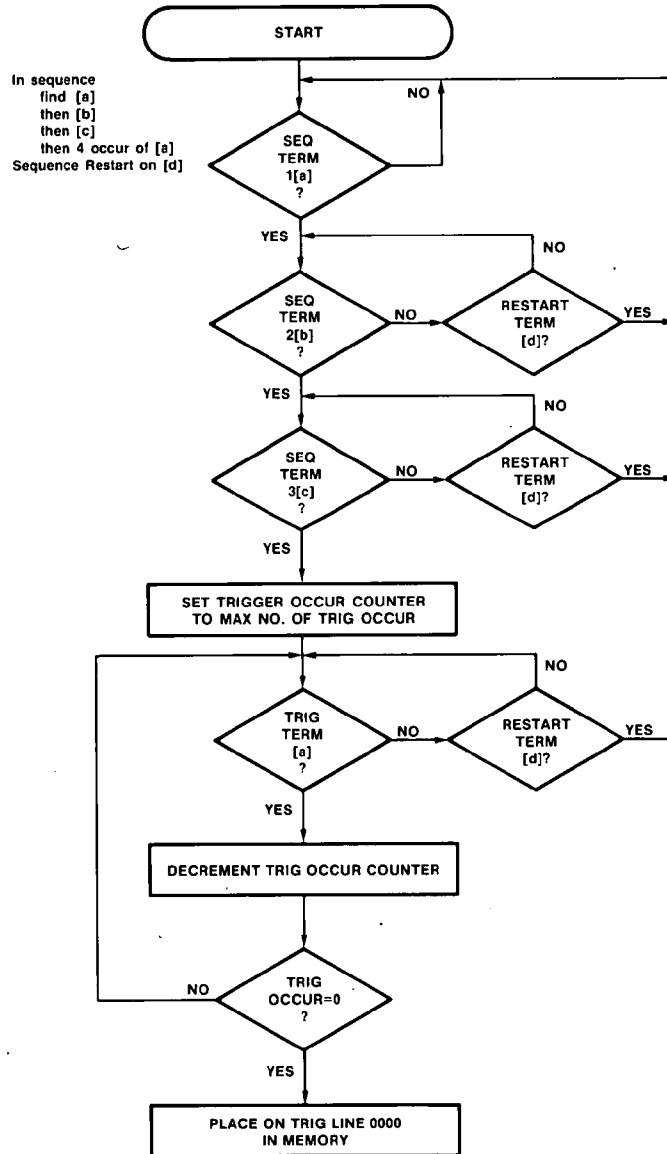 START
In sequence
find [a]
then [b]
then [c]
then 4 occur of [a]
Sequence Restart on [d]
NO
SEQ
TERM
1[a]
?
YES
NO
SEQ
TERM
2[b]
?
NO
RESTART
TERM
[d]?
YES
YES
NO
SEQ
TERM
3[c]
?
NO
RESTART
TERM
[d]?
YES
YES
SET TRIGGER OCCUR COUNTER
TO MAX NO. OF TRIG OCCUR
NO
TRIG
TERM
[a]
?
NO
RESTART
TERM
[d]?
YES
YES
DECREMENT TRIG OCCUR COUNTER
TRIG
OCCUR=0
?
NO
YES
PLACE ON TRIG LINE 0000
IN MEMORY